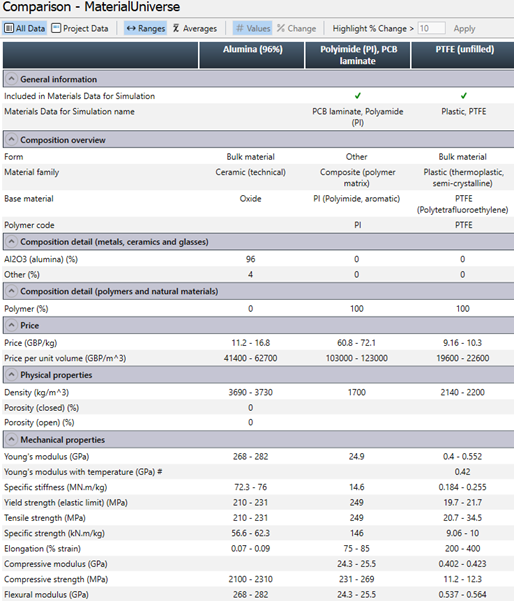 Comparison - MaterialUniverse
All Data Project Data Ranges Averages Values Change Highlight % Change > 10 Apply
Alumina (96%) Polyimide (PI), PCB laminate PTFE (unfilled)
General information
Included in Materials Data for Simulation ✓ ✓
Materials Data for Simulation name PCB laminate, Polyamide (PI) Plastic, PTFE
Composition overview
Form Bulk material Other Bulk material
Material family Ceramic (technical) Composite (polymer matrix) Plastic (thermoplastic, semi-crystalline)
Base material Oxide PI (Polyimide, aromatic) PTFE (Polytetrafluoroethylene)
Polymer code PI PTFE
Composition detail (metals, ceramics and glasses)
Al2O3 (alumina) (%) 96 0 0
Other (%) 4 0 0
Composition detail (polymers and natural materials)
Polymer (%) 0 100 100
Price
Price (GBP/kg) 11.2 - 16.8 60.8 - 72.1 9.16 - 10.3
Price per unit volume (GBP/m^3) 41400 - 62700 103000 - 123000 19600 - 22600
Physical properties
Density (kg/m^3) 3690 - 3730 1700 2140 - 2200
Porosity (closed) (%) 0
Porosity (open) (%) 0
Mechanical properties
Young's modulus (GPa) 268 - 282 24.9 0.4 - 0.552
Young's modulus with temperature (GPa) # 0.42
Specific stiffness (MN.m/kg) 72.3 - 76 14.6 0.184 - 0.255
Yield strength (elastic limit) (MPa) 210 - 231 249 19.7 - 21.7
Tensile strength (MPa) 210 - 231 249 20.7 - 34.5
Specific strength (kN.m/kg) 56.6 - 62.3 146 9.06 - 10
Elongation (% strain) 0.07 - 0.09 75 - 85 200 - 400
Compressive modulus (GPa) 24.3 - 25.5 0.402 - 0.423
Compressive strength (MPa) 2100 - 2310 231 - 269 11.2 - 12.3
Flexural modulus (GPa) 268 - 282 24.3 - 25.5 0.537 - 0.564